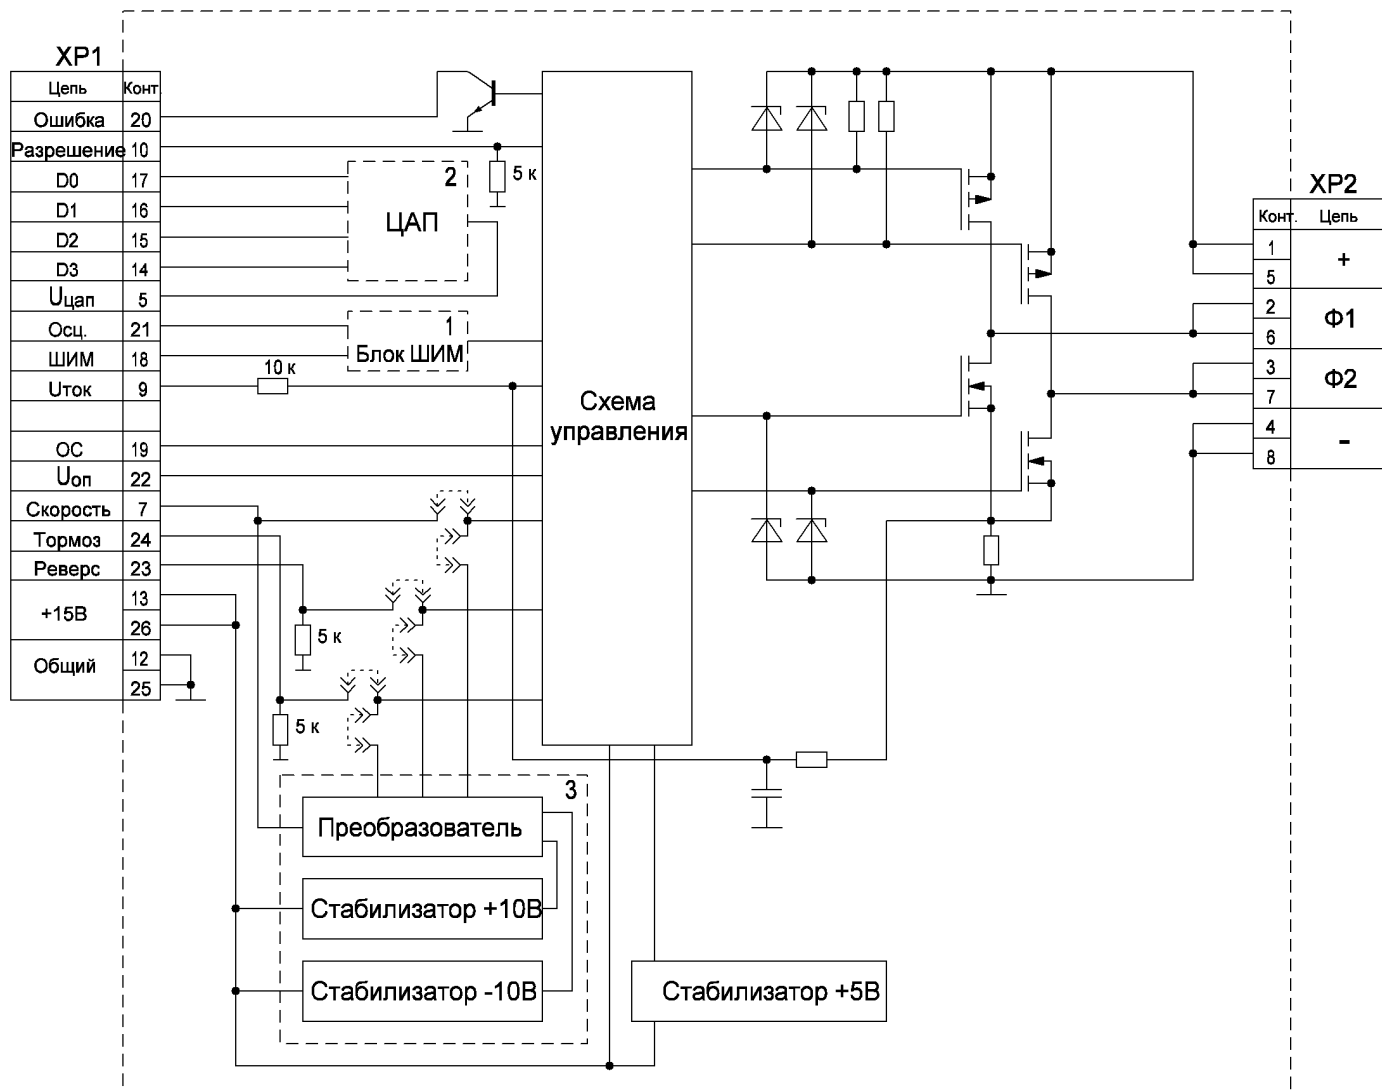 ХР1
Цепь Конт.
Ошибка 20
Разрешение 10
D0 17
D1 16
D2 15
D3 14
Uцап 5
Осц. 21
ШИМ 18
Uток 9
ОС 19
Uоп 22
Скорость 7
Тормоз 24
Реверс 23
+15В
13
26
Общий
12
25
5 к
2
ЦАП
1
Блок ШИМ
10 к
Схема
управления
5 к
5 к
3
Преобразователь
Стабилизатор +10В
Стабилизатор -10В
Стабилизатор +5В
ХР2
Конт. Цепь
1
5
+
2
6
Ф1
3
7
Ф2
4
8
-